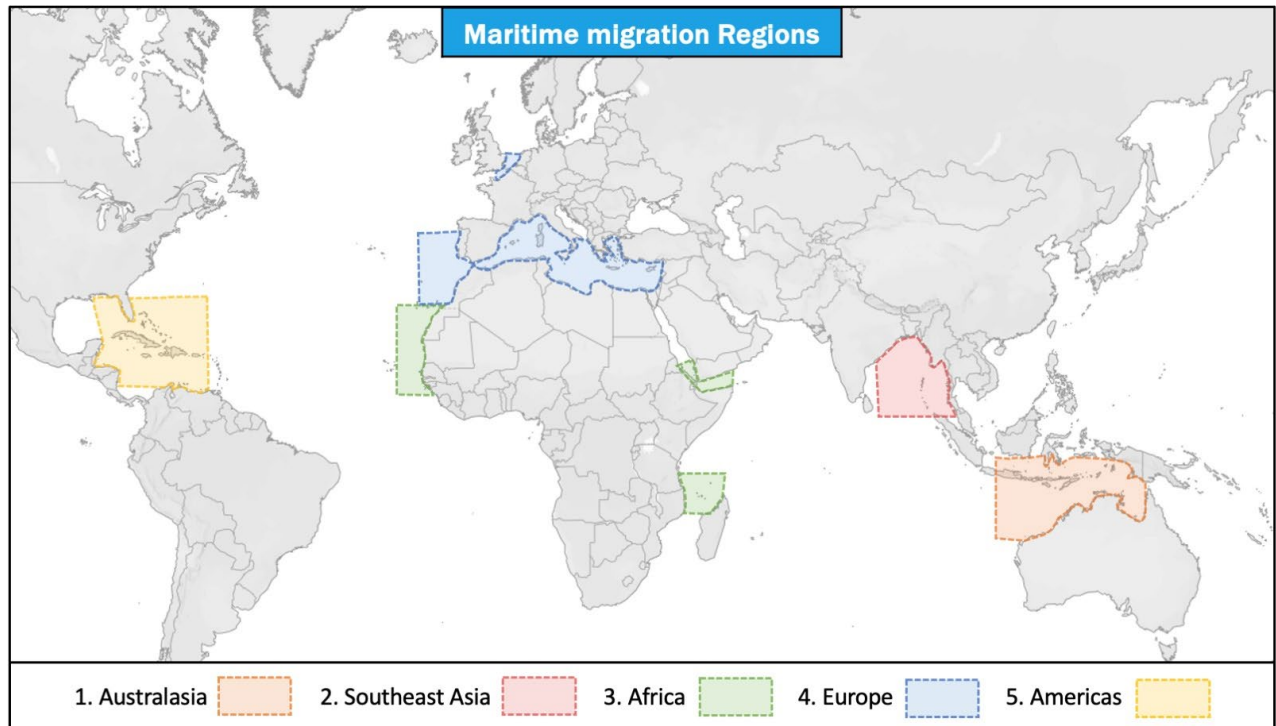 Maritime migration Regions
1. Australasia 2. Southeast Asia 3. Africa 4. Europe 5. Americas